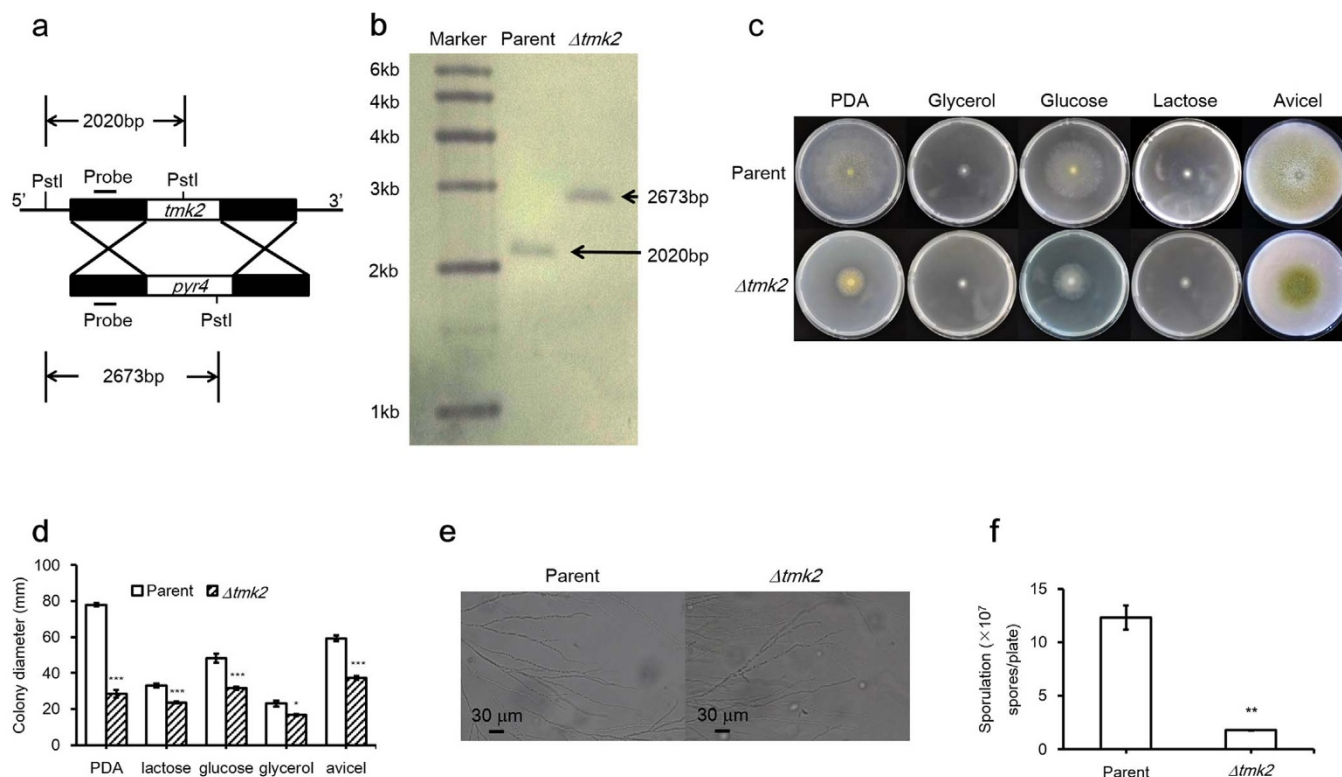 a
2020bp
PstI
Probe
PstI
5’
tmk2
3’
pyr4
Probe
PstI
2673bp
b
Marker Parent Δtmk2
6kb
4kb
4kb
3kb
2kb
1kb
2673bp
2020bp
c
PDA Glycerol Glucose Lactose Avicel
Parent
Δtmk2
d
Colony diameter (mm)
100
80
60
40
20
0
Parent Δtmk2
***
***
***
*
***
PDA lactose glucose glycerol avicel
e
Parent Δtmk2
30 μm 30 μm
f
Sporulation (×10⁷
spores/plate)
15
10
5
0
**
Parent Δtmk2